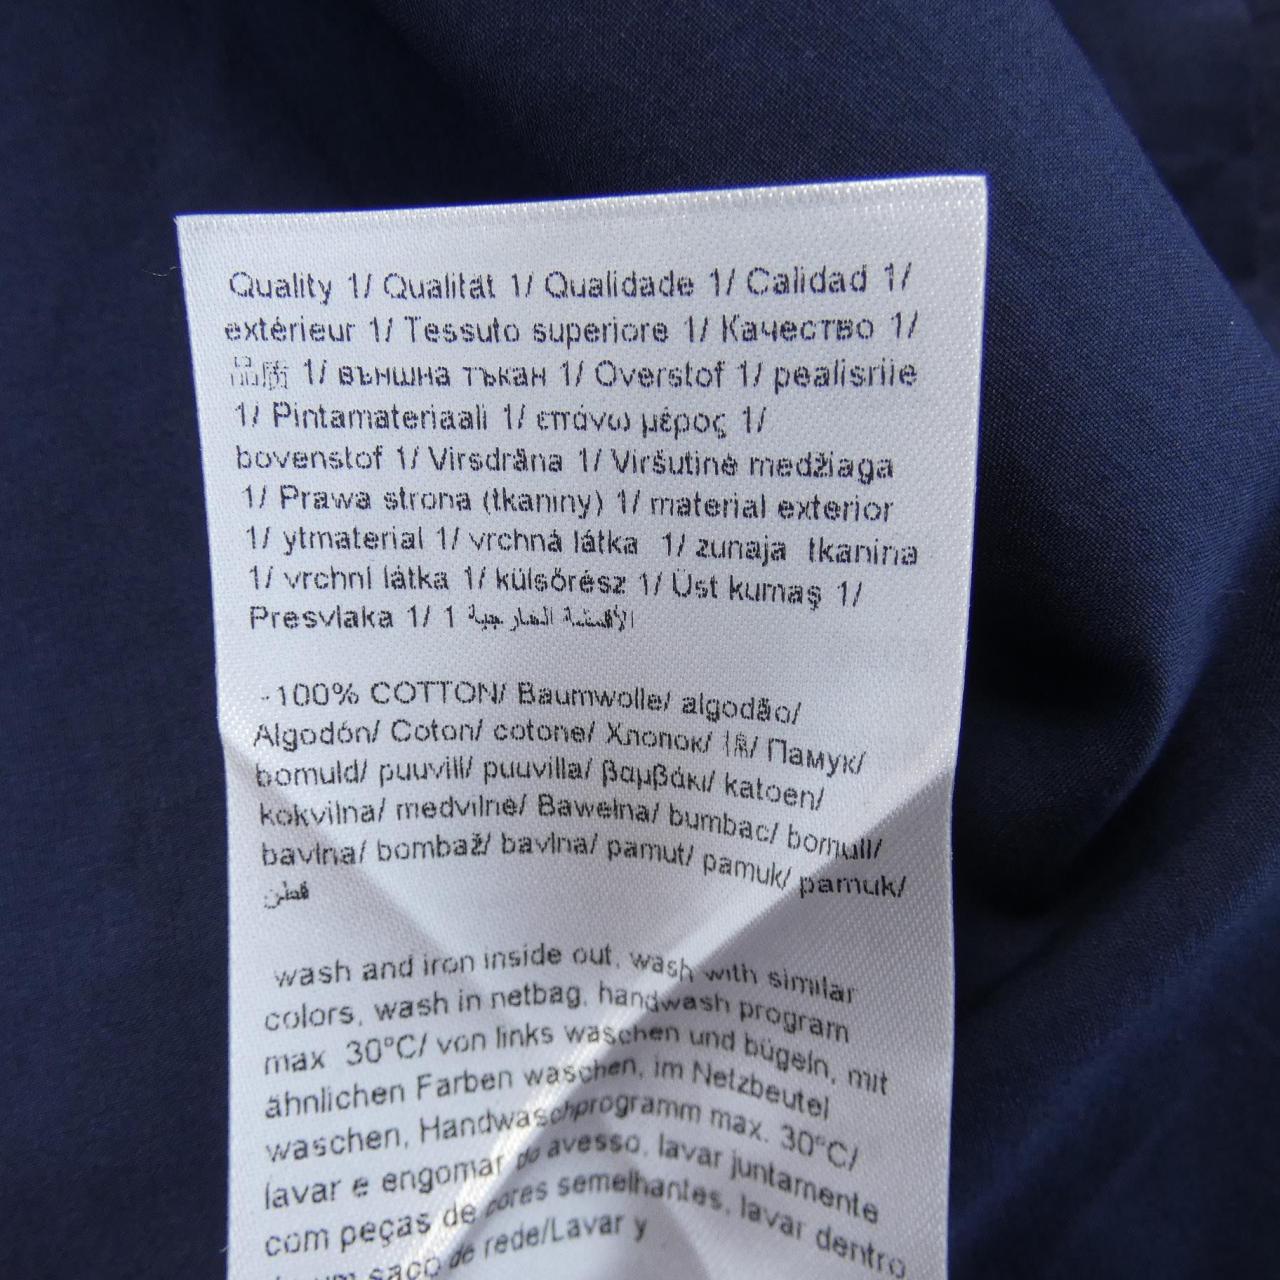 Quality 1/ Qualität 1/ Qualidade 1/ Calidad 1/
extérieur 1/ Tessuto superiore 1/ Качество 1/
品质 1/ външна тъкан 1/ Overstof 1/ pealisriie
1/ Pintamateriaali 1/ επάνω μέρος 1/
bovenstof 1/ Virsdrāna 1/ Viršutinė medžiaga
1/ Prawa strona (tkaniny) 1/ material exterior
1/ ytmaterial 1/ vrchná látka 1/ zunaja tkanina
1/ vrchní látka 1/ külsőrész 1/ Üst kumaş 1/
Presvlaka 1/ 1 الأقمشة الخارجية
-100% COTTON/ Baumwolle/ algodão/
Algodón/ Coton/ cotone/ Хлопок/ 棉/ Памук/
bomuld/ puuvill/ puuvilla/ βαμβάκι/ katoen/
kokvilna/ medvilnė/ Bawełna/ bumbac/ bomull/
bavlna/ bombaž/ bavlna/ pamut/ pamuk/ pamuk/
قطن
wash and iron inside out, wash with similar
colors, wash in netbag, handwash program
max 30°C/ von links waschen und bügeln, mit
ähnlichen Farben waschen, im Netzbeutel
waschen, Handwaschprogramm max. 30°C/
lavar e engomar do avesso, lavar juntamente
com peças de cores semelhantes, lavar dentro
de um saco de rede/Lavar y